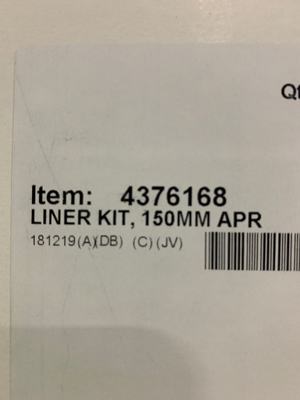 Qt
Item: 4376168
LINER KIT, 150MM APR
181219(A)(DB) (C)(JV)